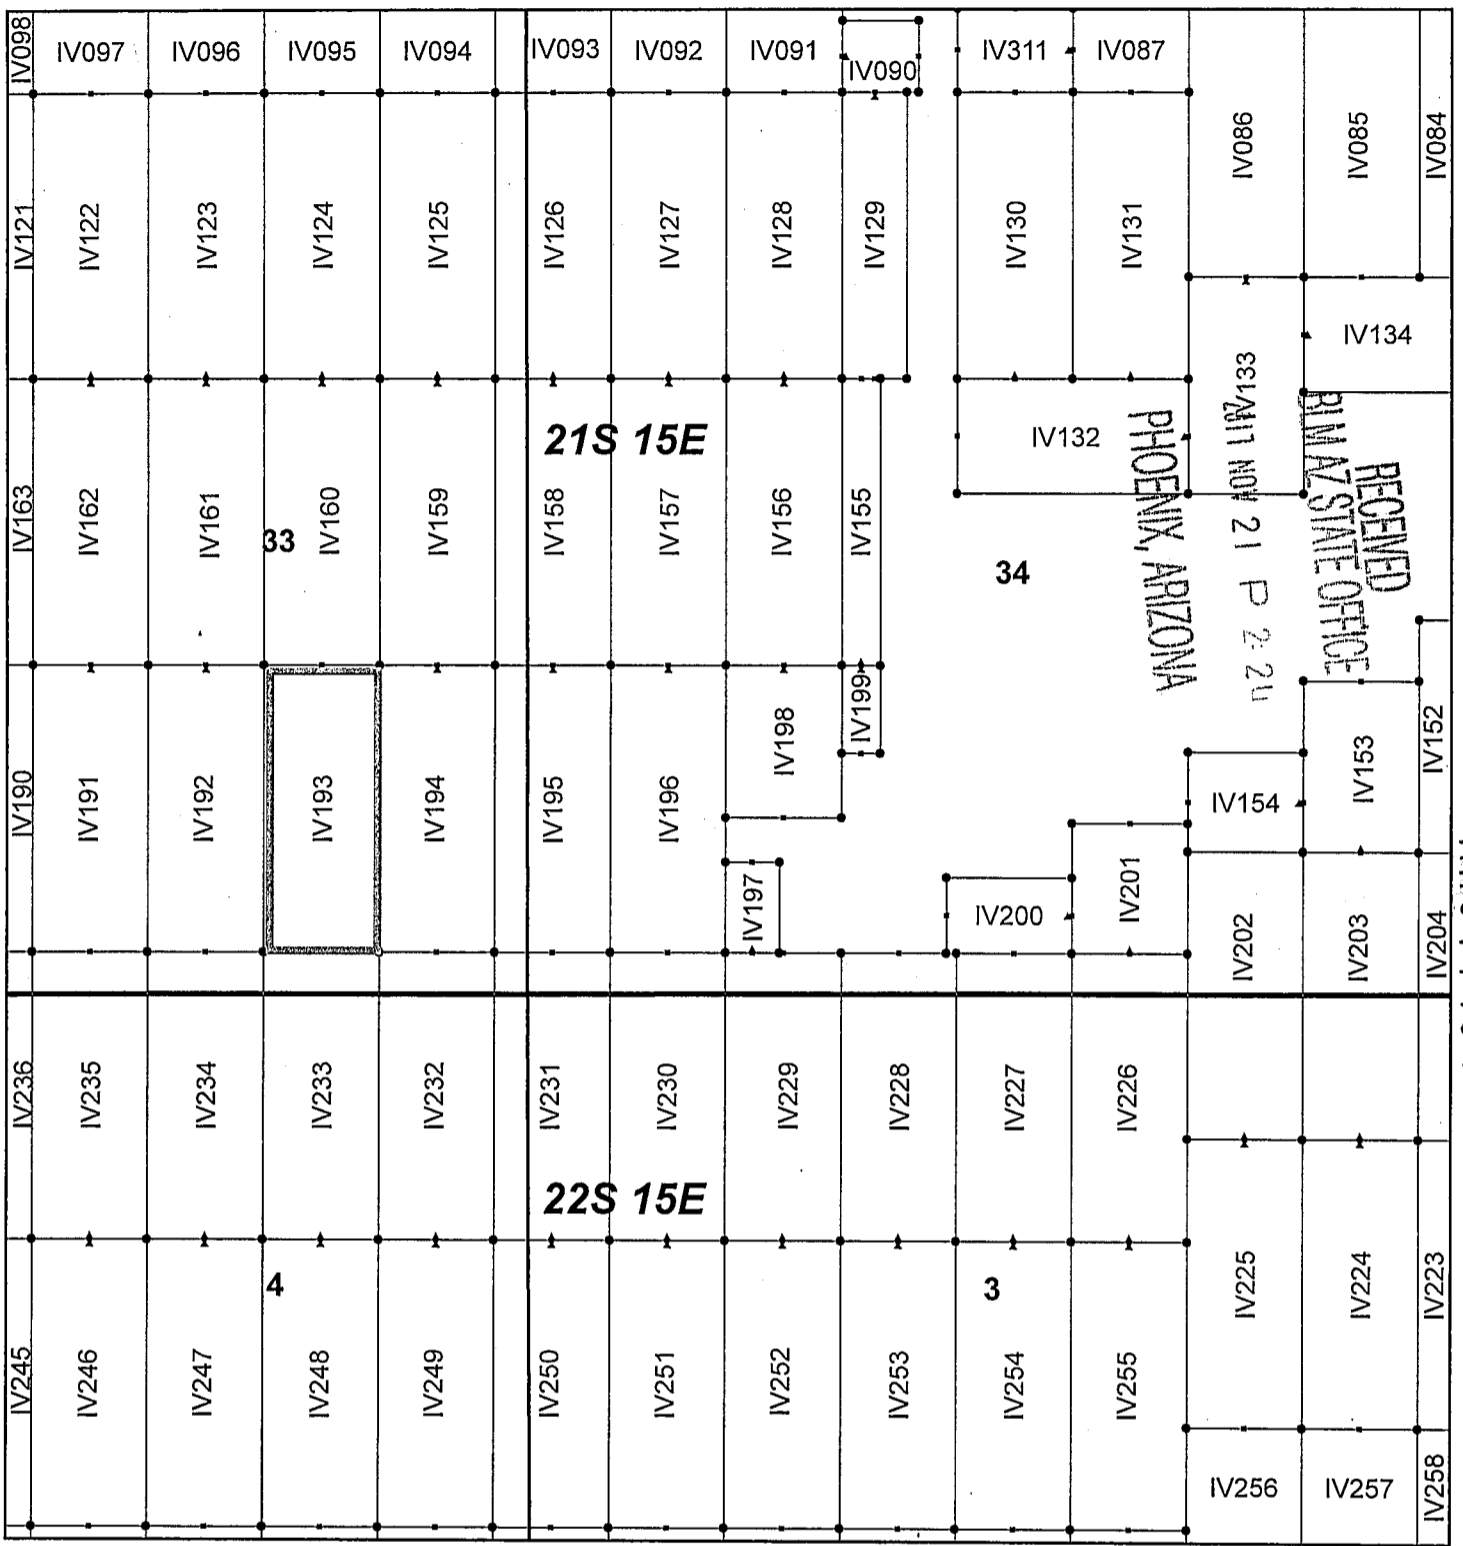 IV098 IV097 IV096 IV095 IV094 IV093 IV092 IV091 IV090 IV311 IV087
IV086 IV085 IV084
IV121 IV122 IV123 IV124 IV125 IV126 IV127 IV128 IV129 IV130 IV131
IV134
IV133
21S 15E
IV132
IV163 IV162 IV161 33 IV160 IV159 IV158 IV157 IV156 IV155
34
RECEIVED
BLM AZ STATE OFFICE
2011 NOV 21 P 2:20
PHOENIX, ARIZONA
IV199
IV198
IV152
IV153
IV190 IV191 IV192 IV193 IV194 IV195 IV196 IV154
IV201
IV197 IV200
IV202 IV203 IV204
IV236 IV235 IV234 IV233 IV232 IV231 IV230 IV229 IV228 IV227 IV226
22S 15E
4 3
IV225 IV224 IV223
IV245 IV246 IV247 IV248 IV249 IV250 IV251 IV252 IV253 IV254 IV255
IV256 IV257 IV258